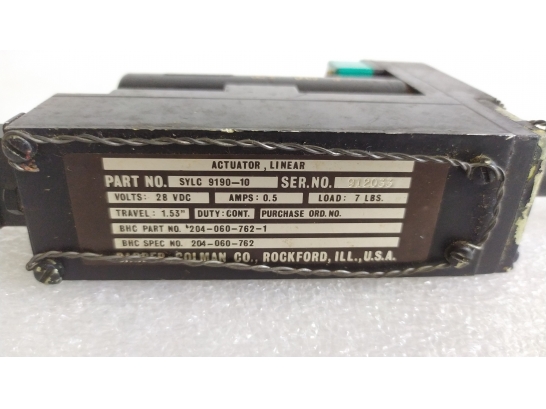 ACTUATOR, LINEAR
PART NO. SYLC 9190-10 SER. NO.
VOLTS: 28 VDC AMPS: 0.5 LOAD: 7 LBS.
TRAVEL: 1.53" DUTY: CONT. PURCHASE ORD. NO.
BHC PART NO. 204-060-762-1
BHC SPEC NO. 204-060-762
BARBER-COLMAN CO., ROCKFORD, ILL., U.S.A.